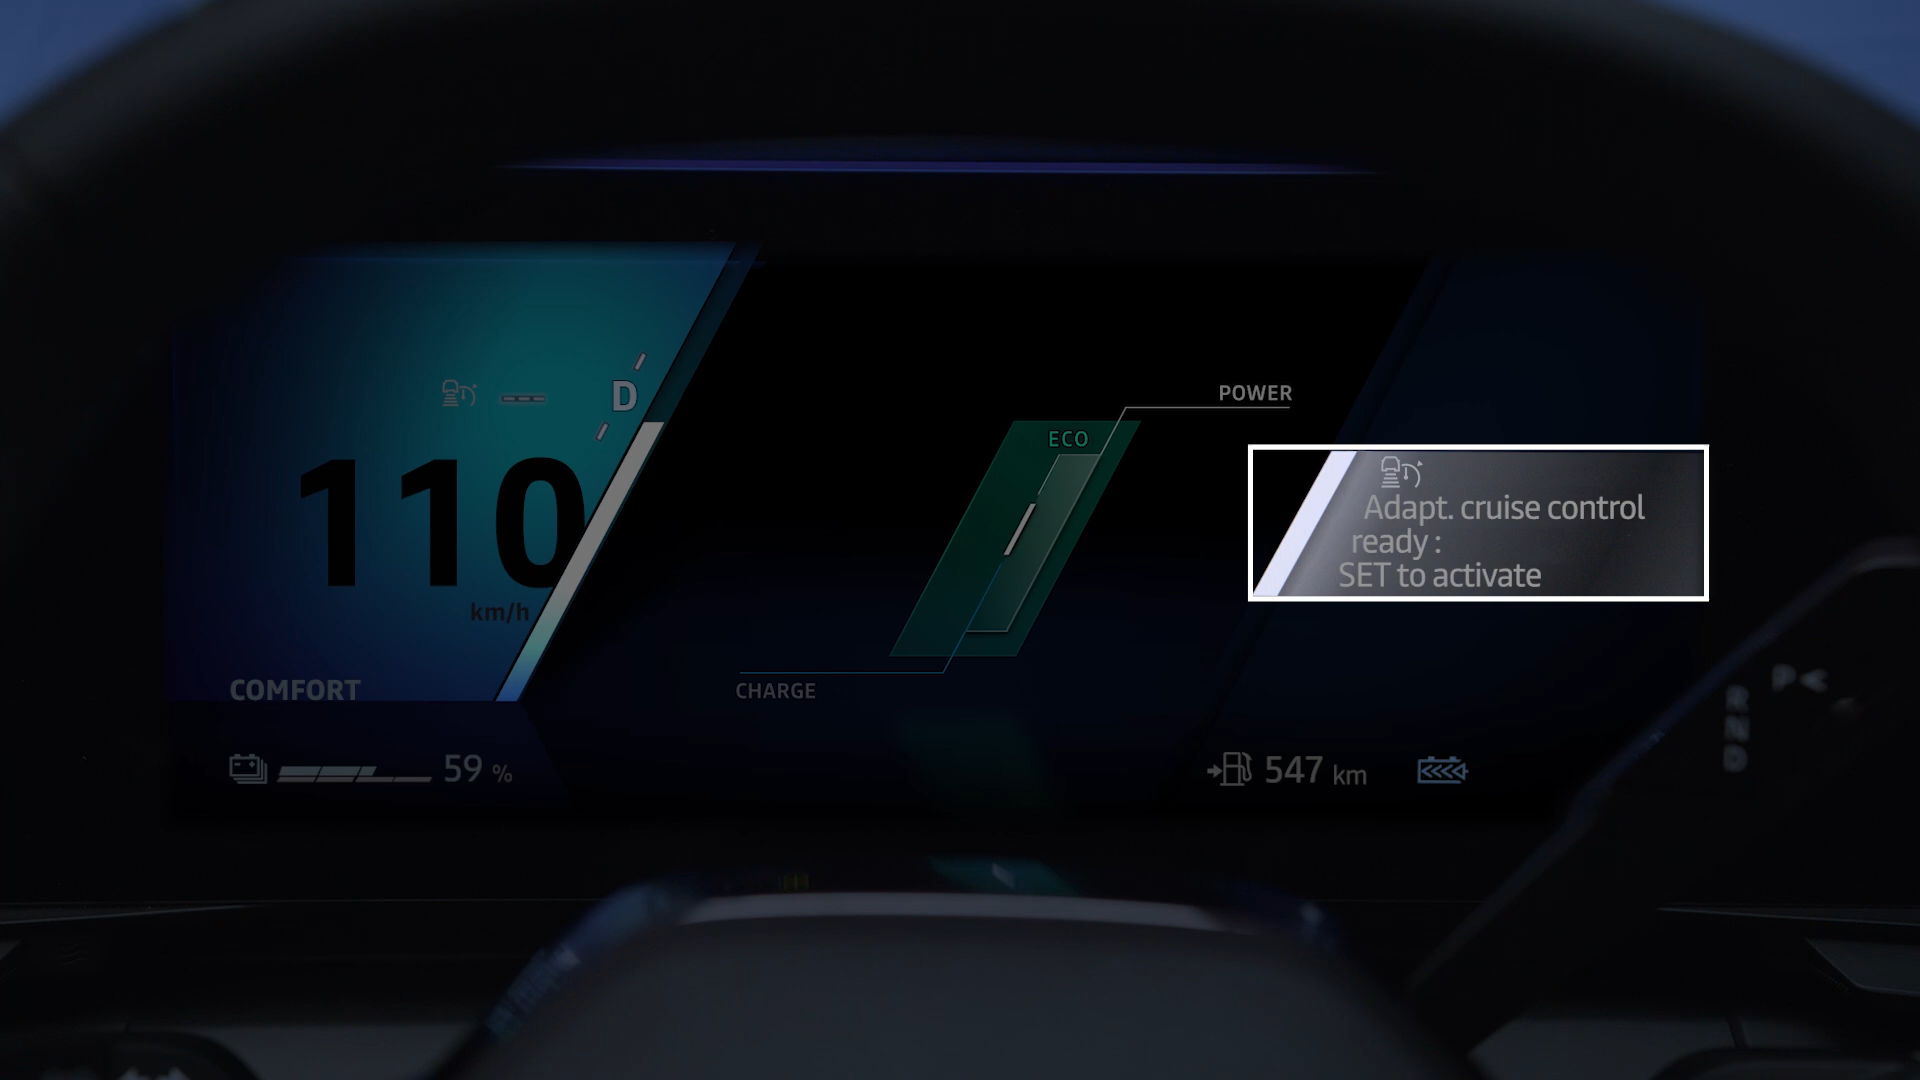 D
110
km/h
COMFORT
59 %
POWER
ECO
CHARGE
Adapt. cruise control
ready :
SET to activate
547 km
P
R
N
D